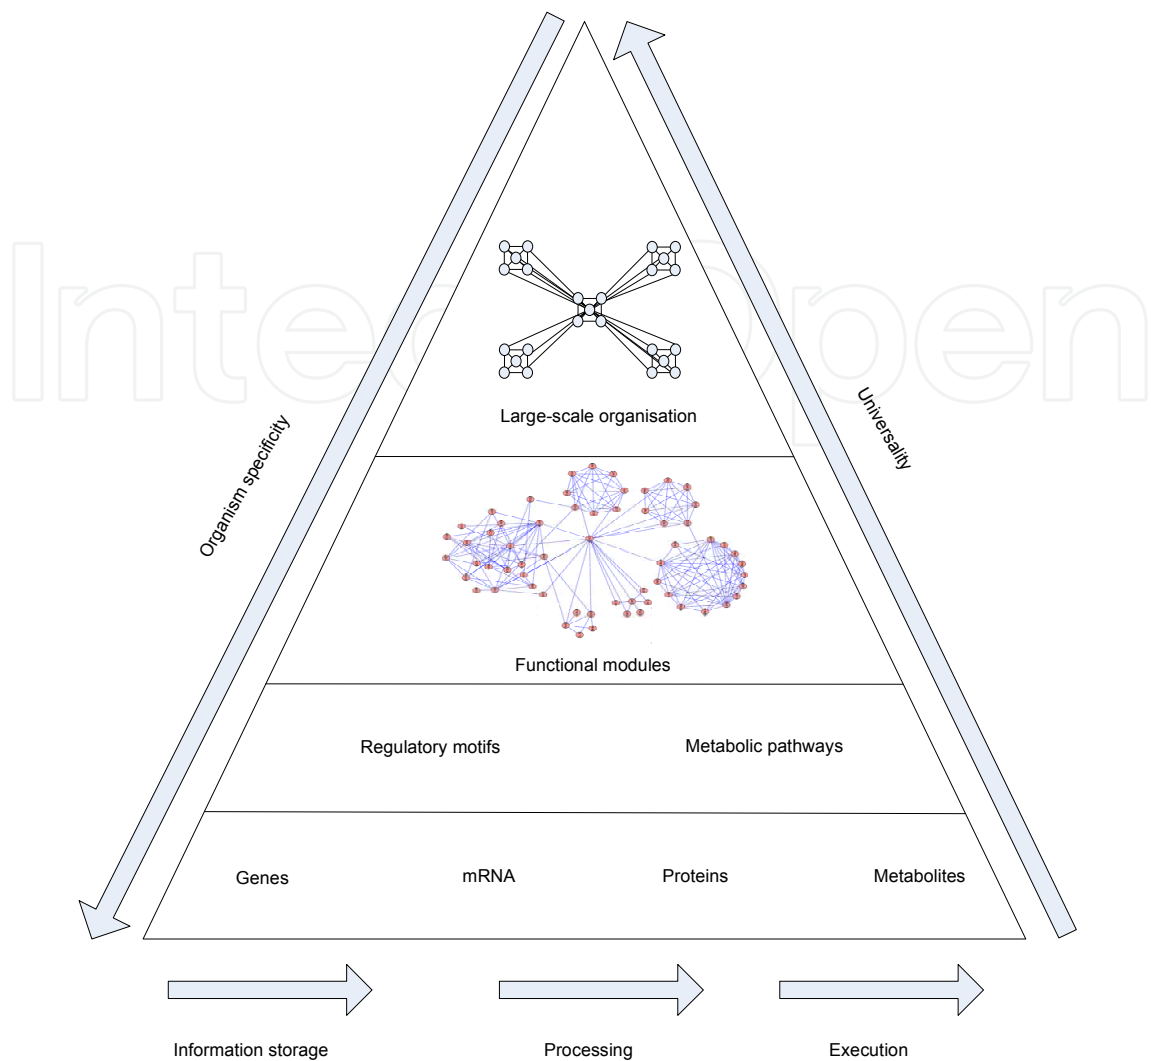 IntechOpen
Large-scale organisation
Organism specificity
Universality
Functional modules
Regulatory motifs Metabolic pathways
Genes mRNA Proteins Metabolites
Information storage Processing Execution